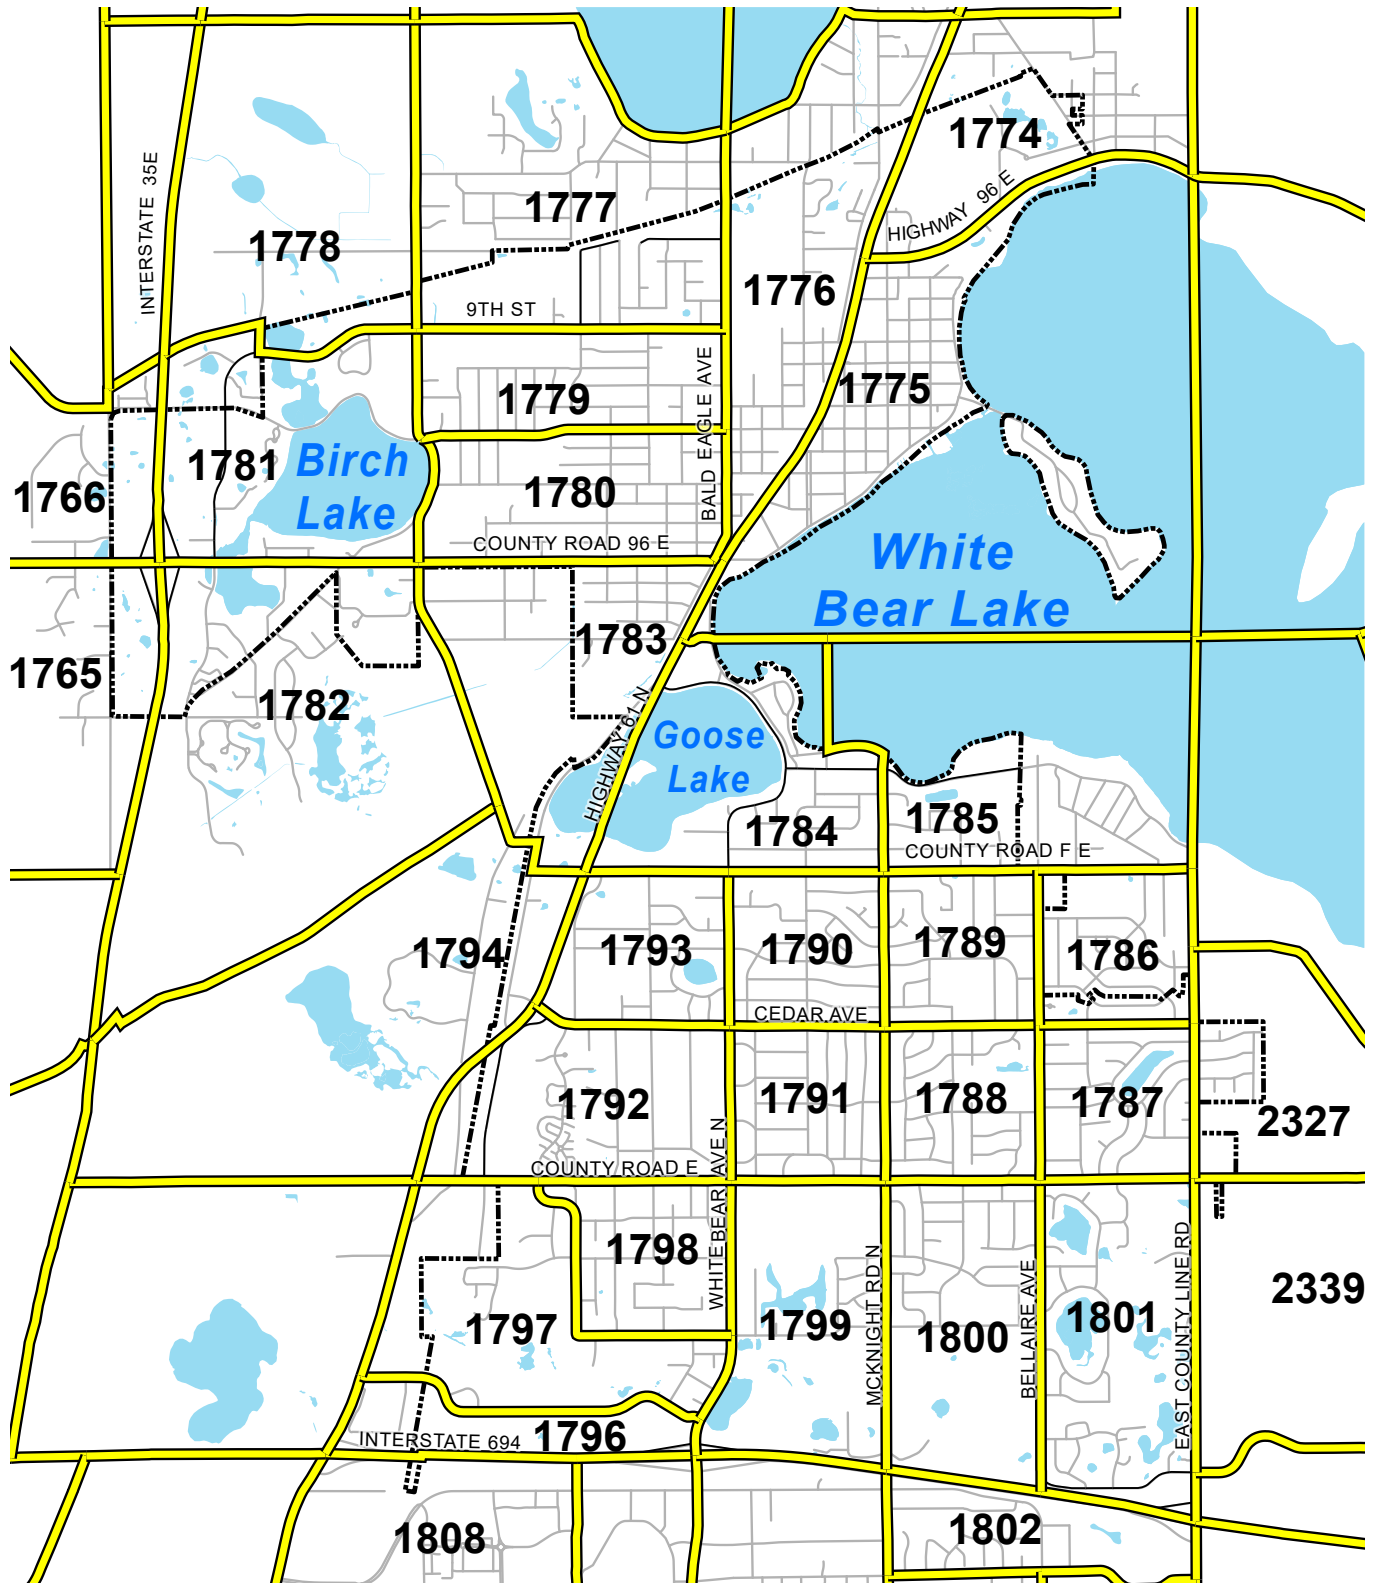 1774
INTERSTATE 35E
HIGHWAY 96 E
1777
1778
1776
9TH ST
1775
1779
BALD EAGLE AVE
1781
Birch
Lake
1766
1780
COUNTY ROAD 96 E
White
Bear Lake
1783
1765
1782
HIGHWAY 61 N
Goose
Lake
1784
1785
COUNTY ROAD F E
1794
1793
1790
1789
1786
CEDAR AVE
1792
1791
1788
1787
2327
COUNTY ROAD E
WHITE BEAR AVE N
1798
MCKNIGHT RD N
BELLAIRE AVE
EAST COUNTY LINE RD
2339
1797
1799
1800
1801
INTERSTATE 694
1796
1808
1802